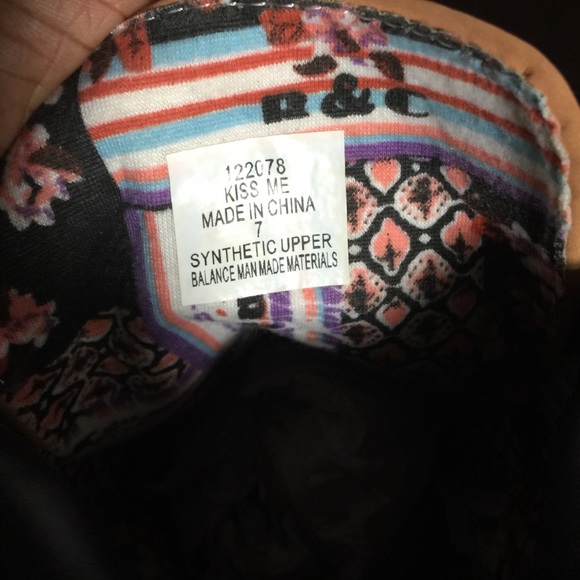 R & C
122078
KISS ME
MADE IN CHINA
7
SYNTHETIC UPPER
BALANCE MAN MADE MATERIALS